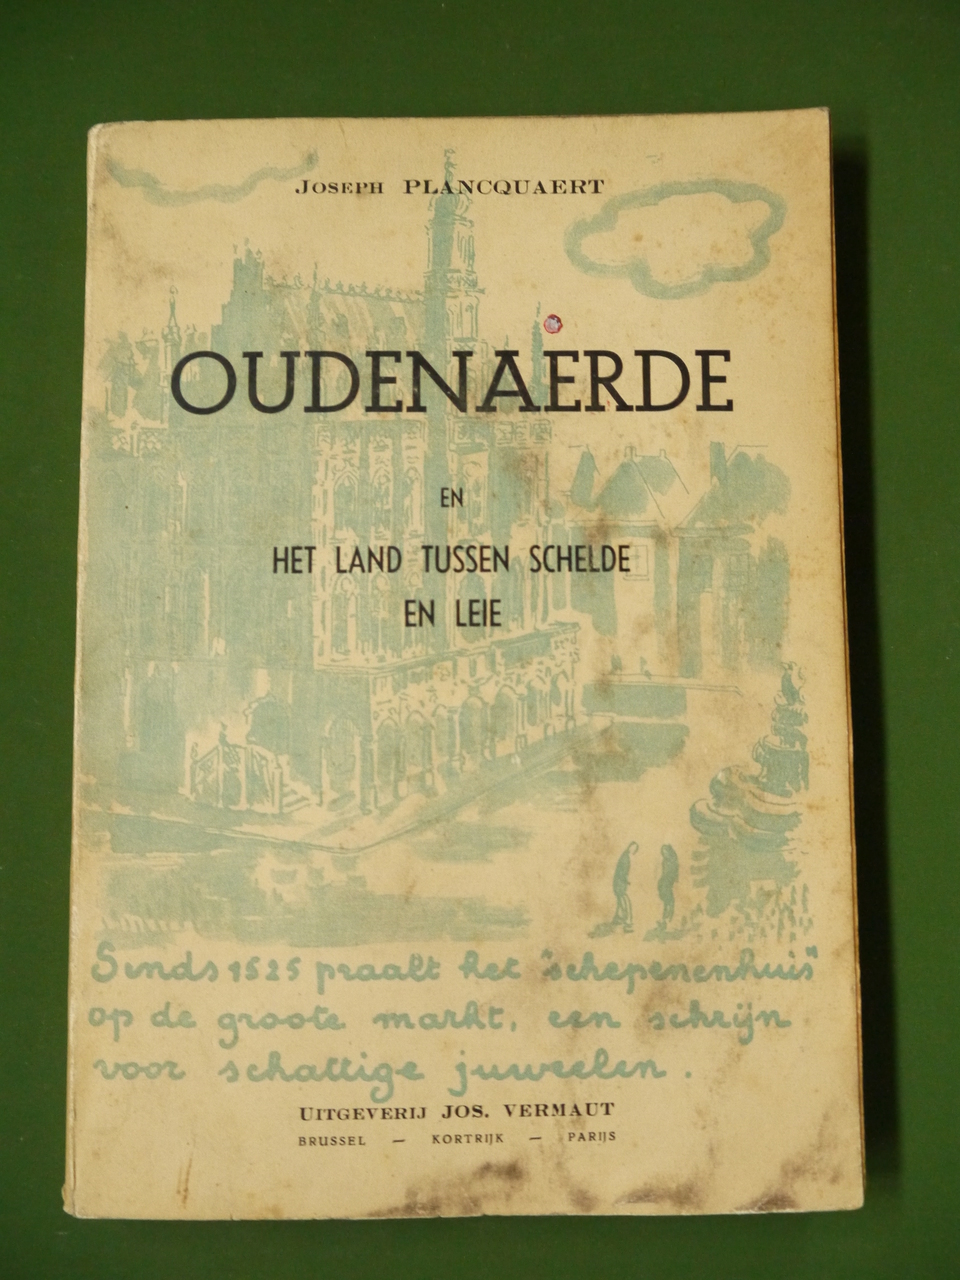 Joseph PLANCQUAERT
OUDENAERDE
EN
HET LAND TUSSEN SCHELDE
EN LEIE
Sinds 1525 praalt het "schepenenhuis"
op de groote markt, een schrijn
voor schattige juweelen.
UITGEVERIJ JOS. VERMAUT
BRUSSEL — KORTRIJK — PARIJS